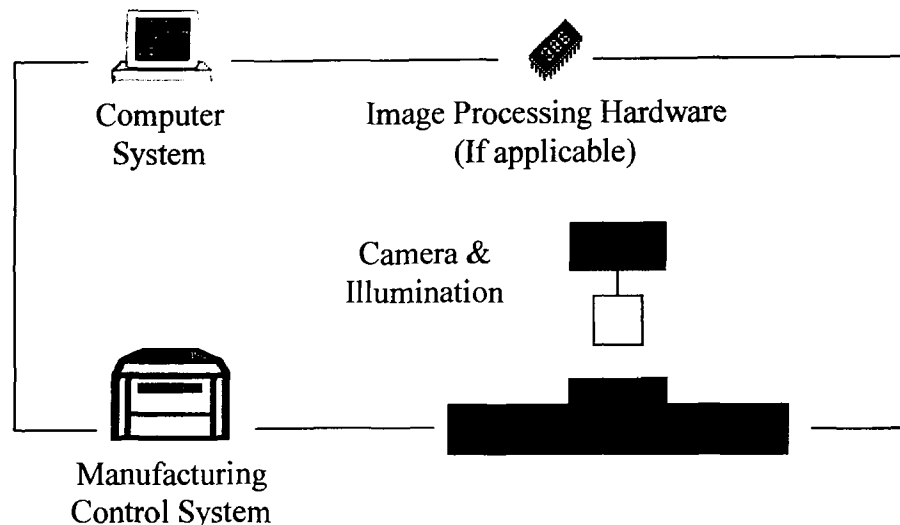 Computer
System
Image Processing Hardware
(If applicable)
Camera &
Illumination
Manufacturing
Control System